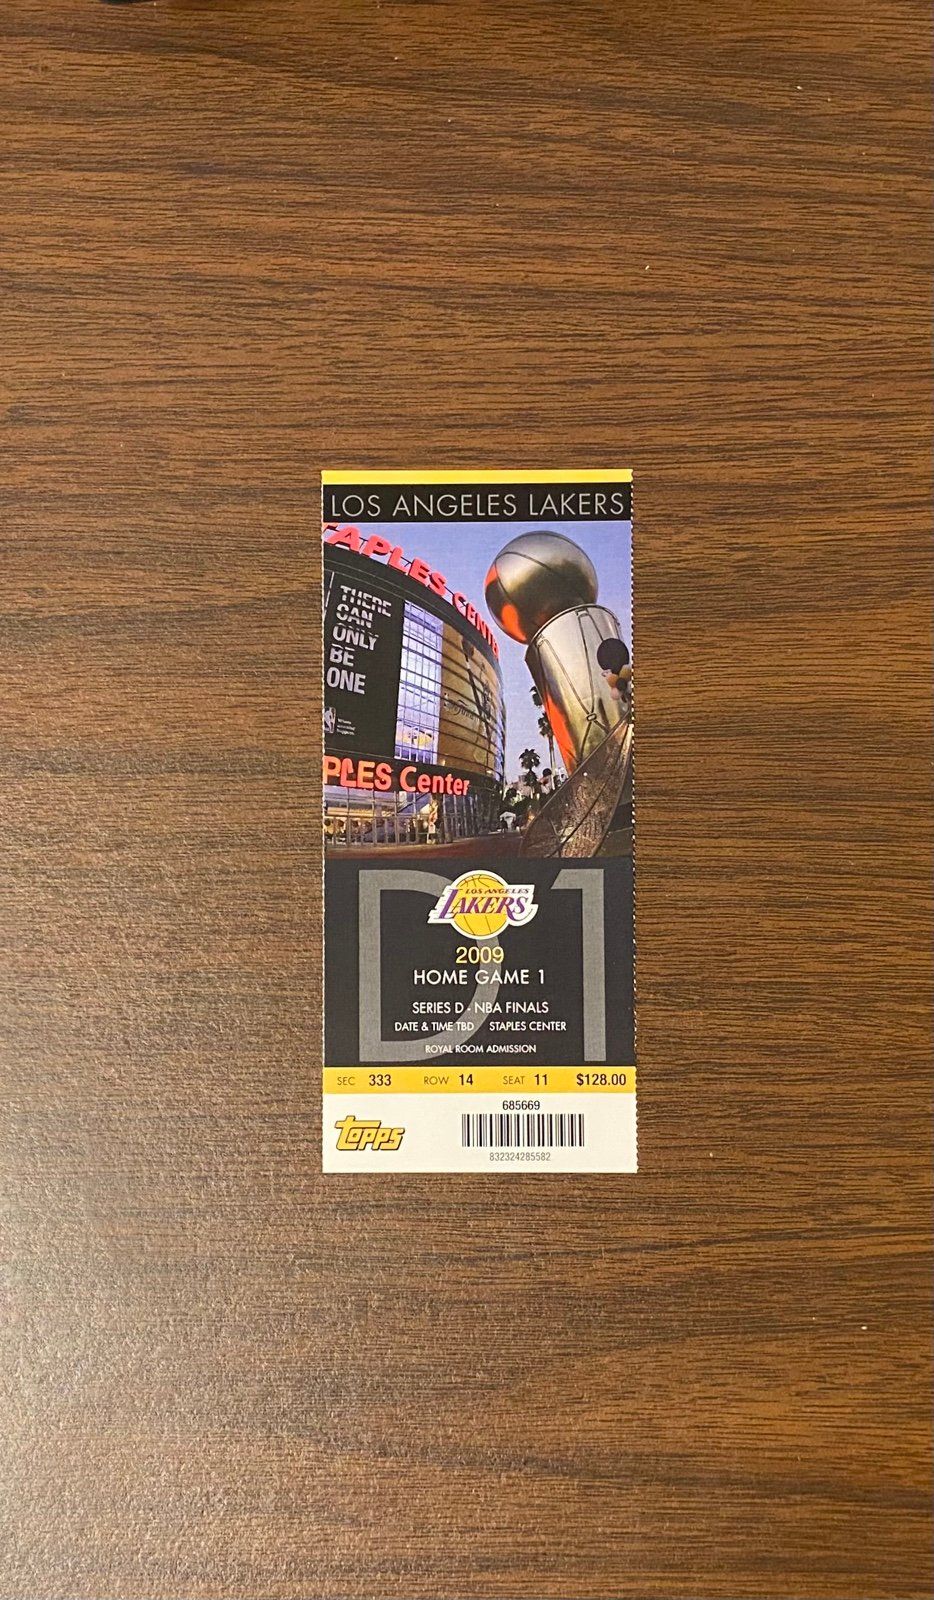 LOS ANGELES LAKERS
TAPLES CENT
THERE
CAN
ONLY
BE
ONE
PLES Center
D1
LOS ANGELES
LAKERS
2009
HOME GAME 1
SERIES D - NBA FINALS
DATE & TIME TBD STAPLES CENTER
ROYAL ROOM ADMISSION
SEC 333 ROW 14 SEAT 11 $128.00
685669
topps
832324285582